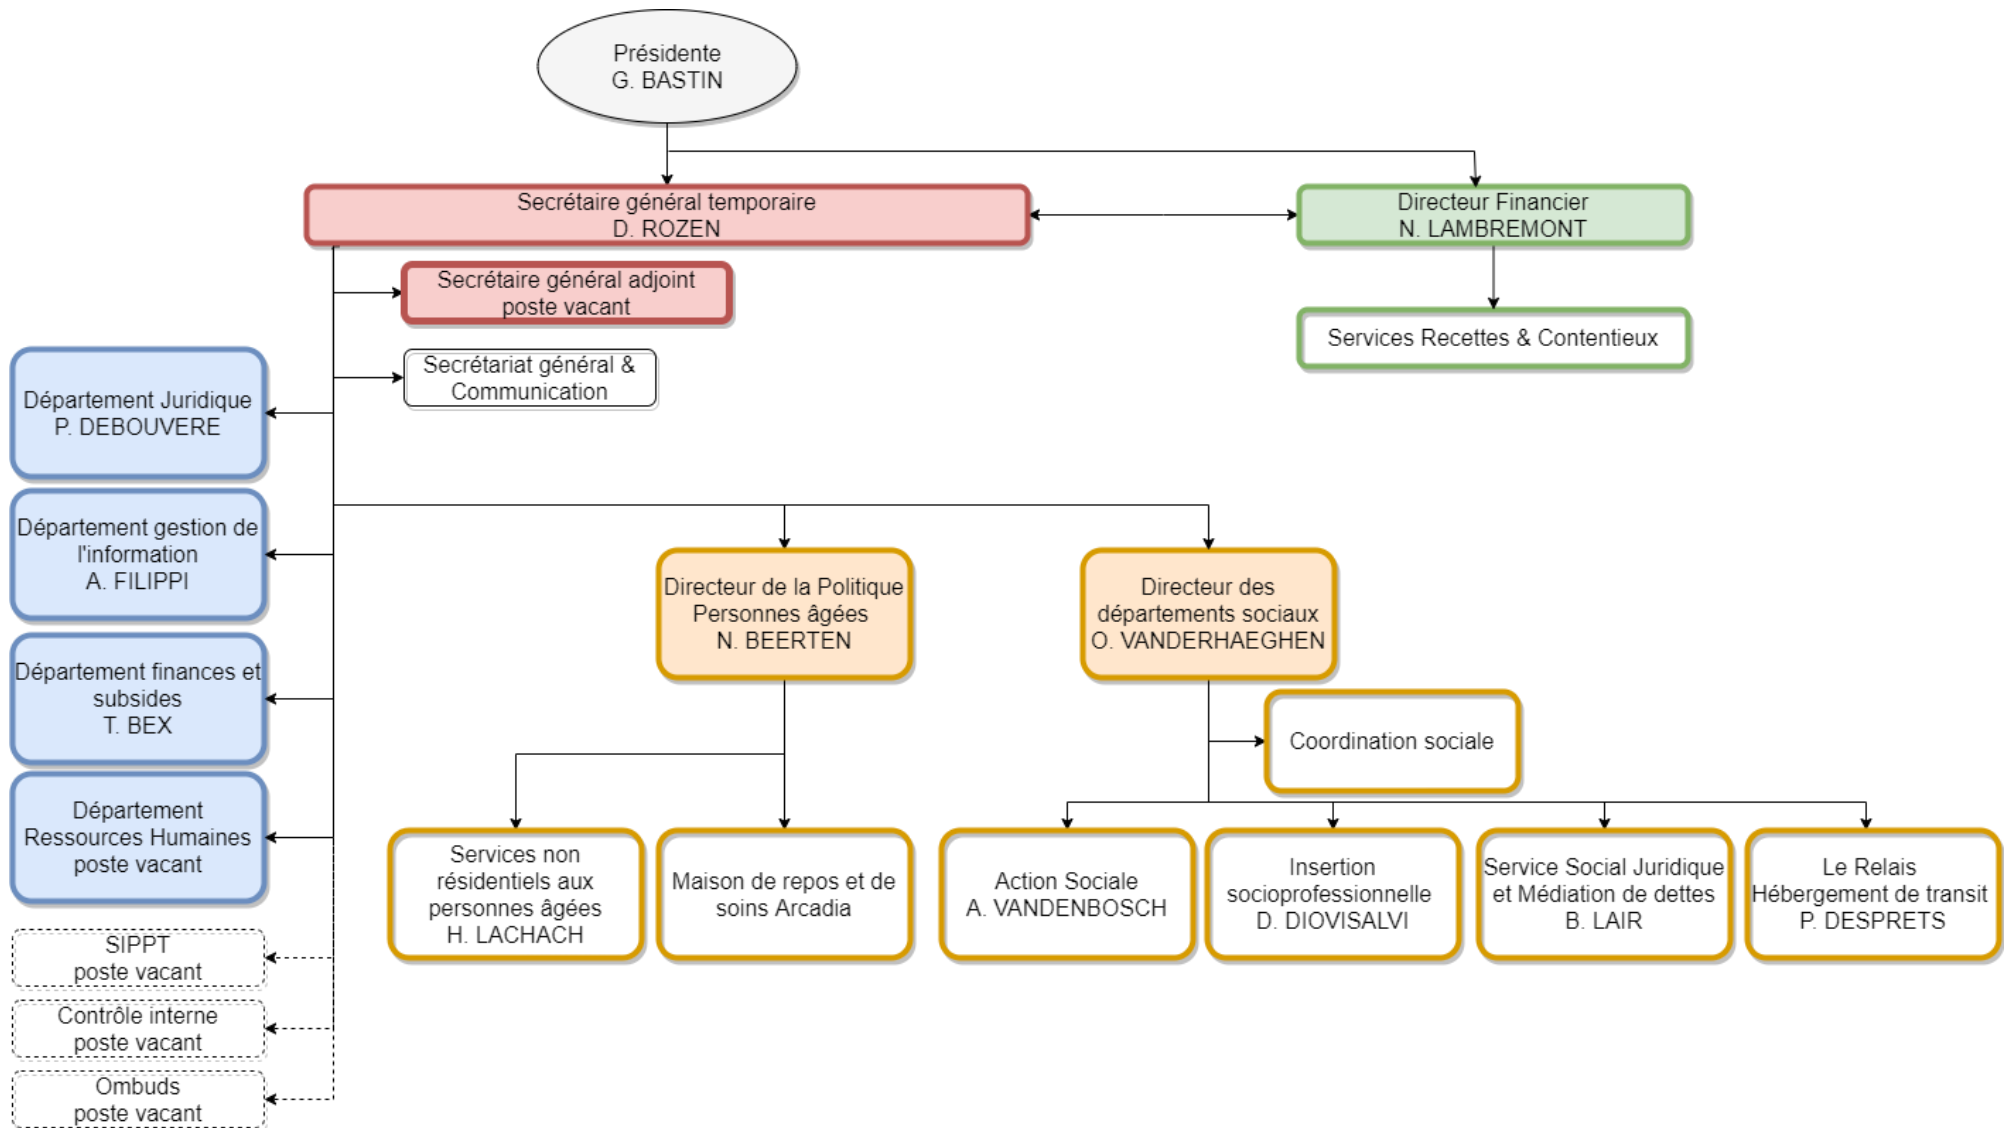 Présidente
G. BASTIN
Secrétaire général temporaire
D. ROZEN
Directeur Financier
N. LAMBREMONT
Secrétaire général adjoint
poste vacant
Services Recettes & Contentieux
Secrétariat général &
Communication
Département Juridique
P. DEBOUVERE
Département gestion de
l'information
A. FILIPPI
Département finances et
subsides
T. BEX
Département
Ressources Humaines
poste vacant
SIPPT
poste vacant
Contrôle interne
poste vacant
Ombuds
poste vacant
Directeur de la Politique
Personnes âgées
N. BEERTEN
Directeur des
départements sociaux
O. VANDERHAEGHEN
Coordination sociale
Services non
résidentiels aux
personnes âgées
H. LACHACH
Maison de repos et de
soins Arcadia
Action Sociale
A. VANDENBOSCH
Insertion
socioprofessionnelle
D. DIOVISALVI
Service Social Juridique
et Médiation de dettes
B. LAIR
Le Relais
Hébergement de transit
P. DESPRETS